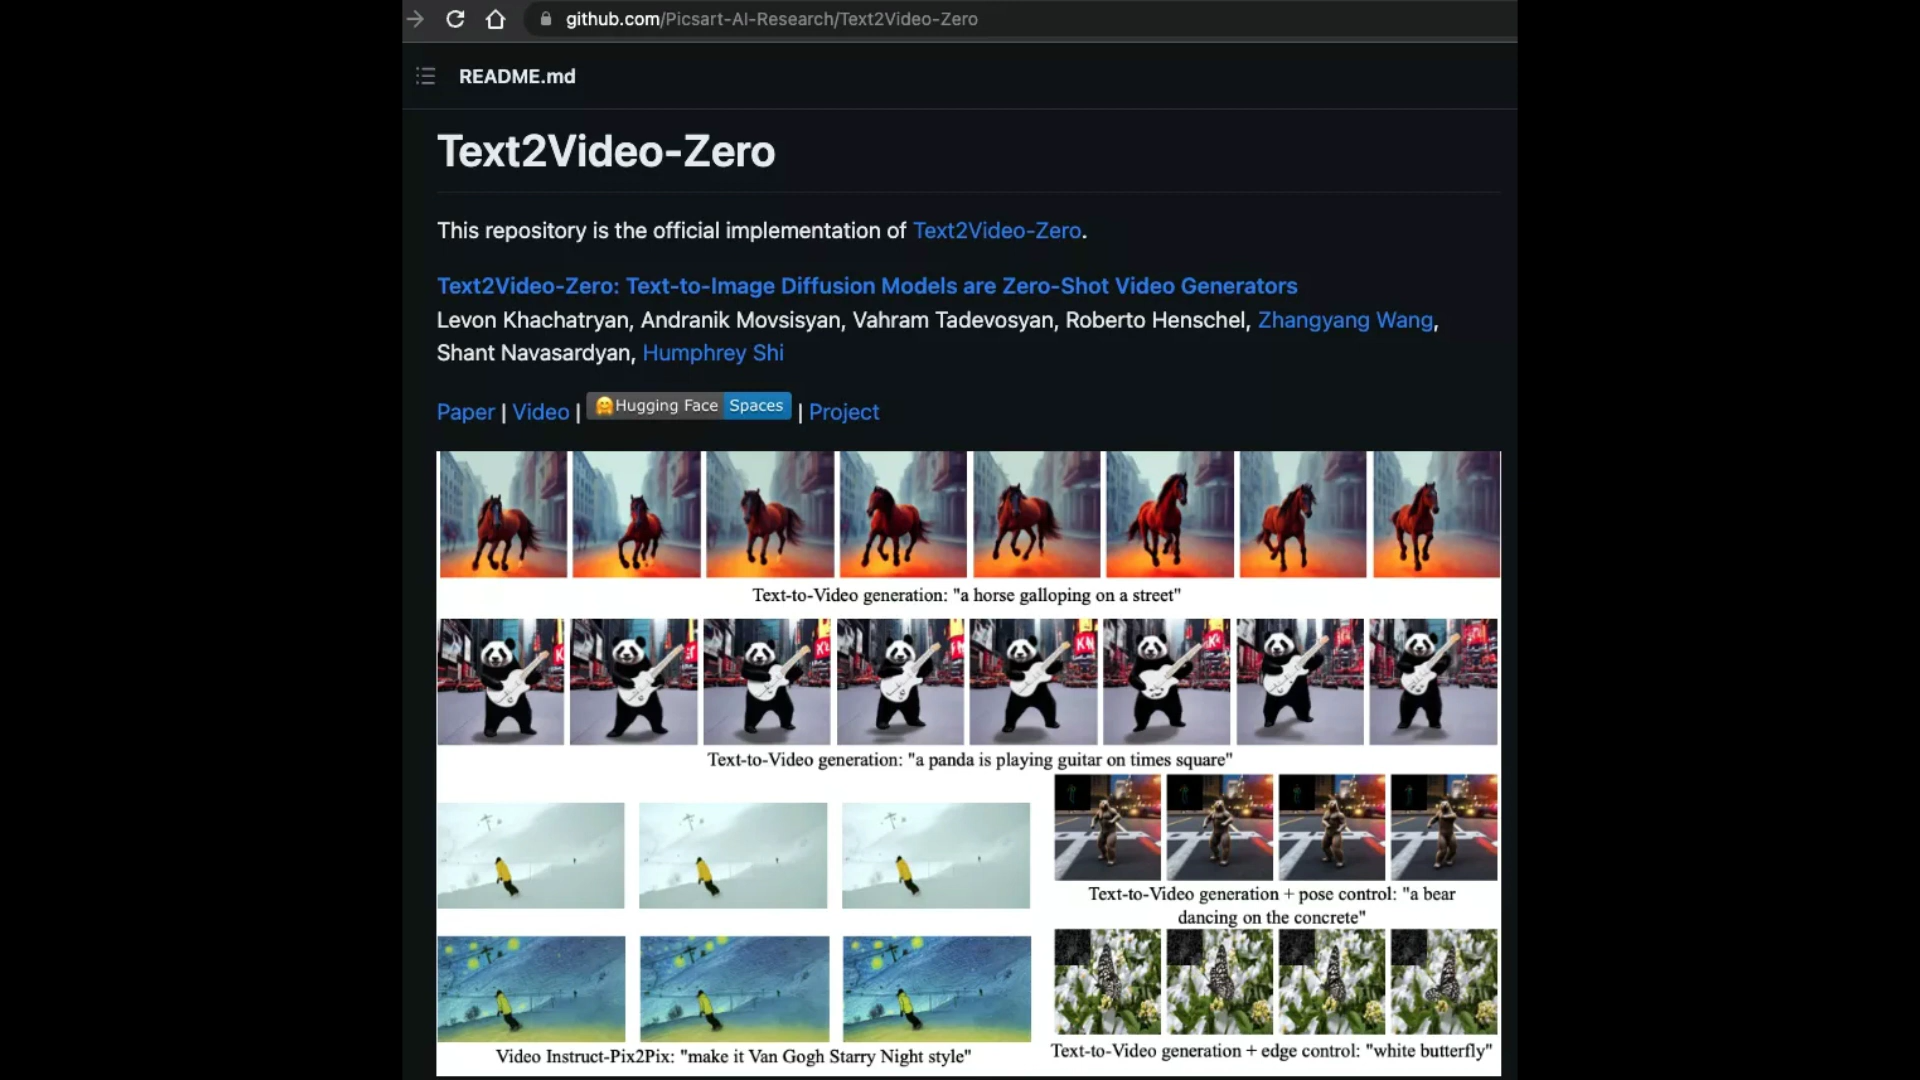 github.com/Picsart-AI-Research/Text2Video-Zero
README.md
Text2Video-Zero
This repository is the official implementation of Text2Video-Zero.
Text2Video-Zero: Text-to-Image Diffusion Models are Zero-Shot Video Generators
Levon Khachatryan, Andranik Movsisyan, Vahram Tadevosyan, Roberto Henschel, Zhangyang Wang,
Shant Navasardyan, Humphrey Shi
Paper | Video | Hugging Face Spaces | Project
Text-to-Video generation: "a horse galloping on a street"
Text-to-Video generation: "a panda is playing guitar on times square"
Text-to-Video generation + pose control: "a bear
dancing on the concrete"
Video Instruct-Pix2Pix: "make it Van Gogh Starry Night style"
Text-to-Video generation + edge control: "white butterfly"